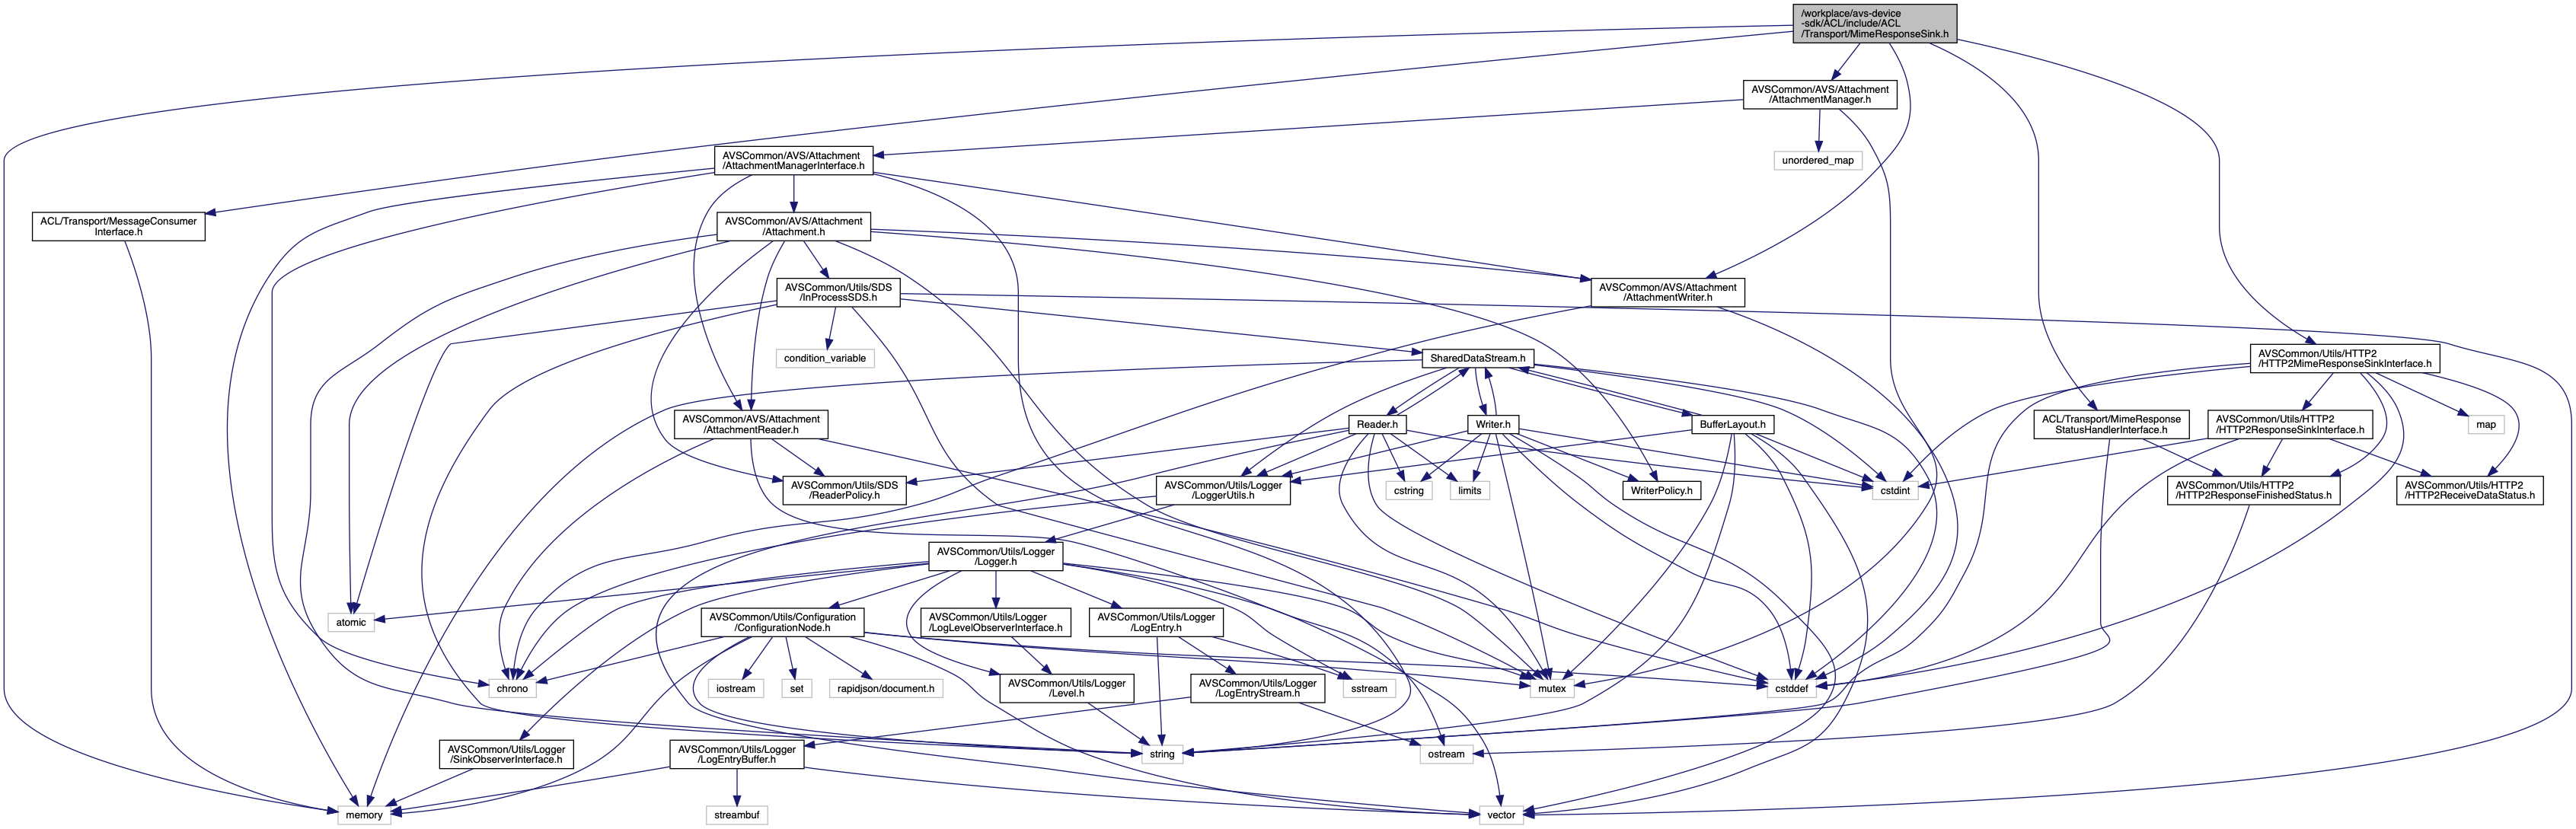 /workplace/avs-device
-sdk/ACL/include/ACL
/Transport/MimeResponseSink.h
AVSCommon/AVS/Attachment
/AttachmentManager.h
AVSCommon/AVS/Attachment
/AttachmentManagerInterface.h
unordered_map
ACL/Transport/MessageConsumer
Interface.h
AVSCommon/AVS/Attachment
/Attachment.h
AVSCommon/Utils/SDS
/InProcessSDS.h
AVSCommon/AVS/Attachment
/AttachmentWriter.h
condition_variable
SharedDataStream.h
AVSCommon/Utils/HTTP2
/HTTP2MimeResponseSinkInterface.h
AVSCommon/AVS/Attachment
/AttachmentReader.h
Reader.h
Writer.h
BufferLayout.h
ACL/Transport/MimeResponse
StatusHandlerInterface.h
AVSCommon/Utils/HTTP2
/HTTP2ResponseSinkInterface.h
map
AVSCommon/Utils/SDS
/ReaderPolicy.h
AVSCommon/Utils/Logger
/LoggerUtils.h
cstring
limits
WriterPolicy.h
cstdint
AVSCommon/Utils/HTTP2
/HTTP2ResponseFinishedStatus.h
AVSCommon/Utils/HTTP2
/HTTP2ReceiveDataStatus.h
AVSCommon/Utils/Logger
/Logger.h
atomic
AVSCommon/Utils/Configuration
/ConfigurationNode.h
AVSCommon/Utils/Logger
/LogLevelObserverInterface.h
AVSCommon/Utils/Logger
/LogEntry.h
chrono
iostream
set
rapidjson/document.h
AVSCommon/Utils/Logger
/Level.h
AVSCommon/Utils/Logger
/LogEntryStream.h
sstream
mutex
cstddef
AVSCommon/Utils/Logger
/SinkObserverInterface.h
AVSCommon/Utils/Logger
/LogEntryBuffer.h
string
ostream
memory
streambuf
vector